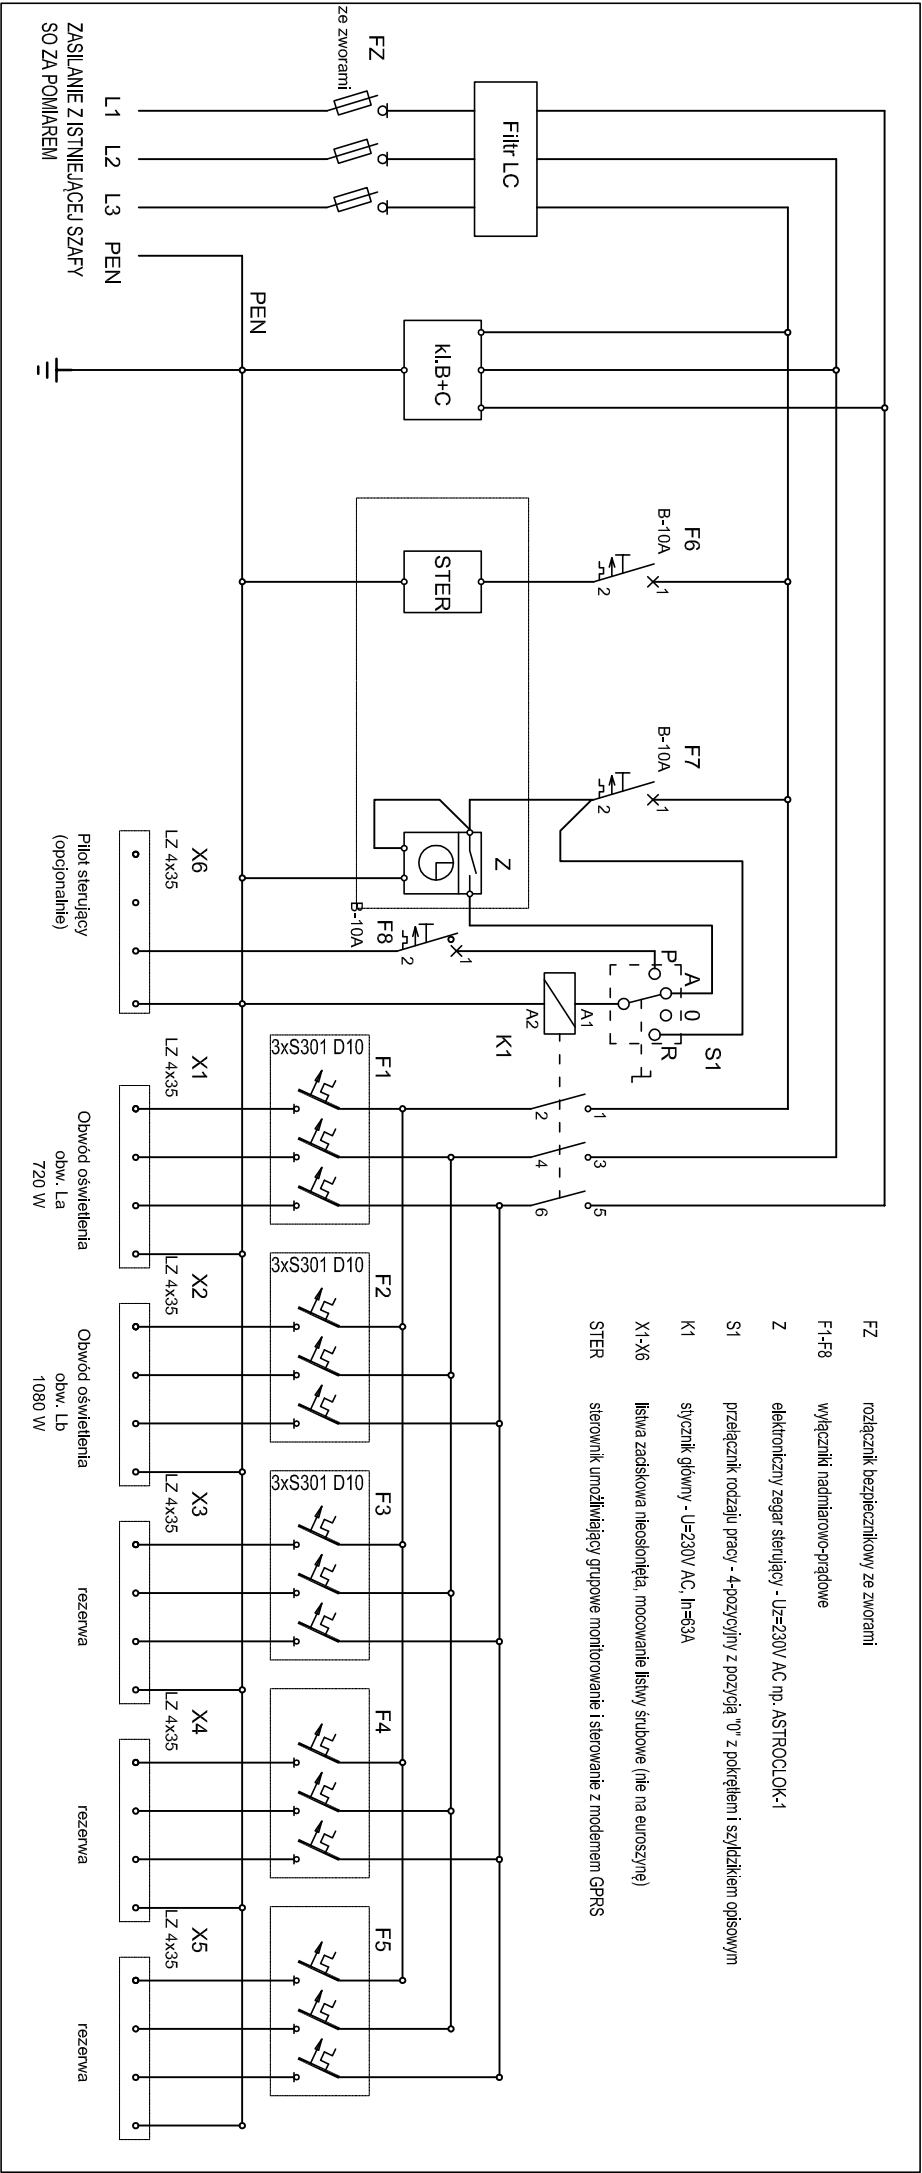 FZ rozłącznik bezpiecznikowy ze zworami
F1-F8 wyłączniki nadmiarowo-prądowe
Z elektroniczny zegar sterujący - Uz=230V AC np. ASTROCLOK-1
S1 przełącznik rodzaju pracy - 4-pozycyjny z pozycją "0" z pokrętłem i szyldzikiem opisowym
K1 stycznik główny - U=230V AC, In=63A
X1-X6 listwa zaciskowa nieosłonięta, mocowanie listwy śrubowe (nie na euroszynę)
STER sterownik umożliwiający grupowe monitorowanie i sterowanie z modemem GPRS
FZ
ze zworami
Filtr LC
L1
L2
L3
PEN
ZASILANIE Z ISTNIEJĄCEJ SZAFY
SO ZA POMIAREM
PEN
kl.B+C
F6
B-10A
1
2
STER
F7
B-10A
1
2
Z
F8
B-10A
1
2
S1
P
A
0
R
K1
A1
A2
1
2
3
4
5
6
F1
3xS301 D10
F2
3xS301 D10
F3
3xS301 D10
F4
F5
X6
LZ 4x35
Pilot sterujący
(opcjonalnie)
X1
LZ 4x35
Obwód oświetlenia
obw. La
720 W
X2
LZ 4x35
Obwód oświetlenia
obw. Lb
1080 W
X3
LZ 4x35
rezerwa
X4
LZ 4x35
rezerwa
X5
LZ 4x35
rezerwa